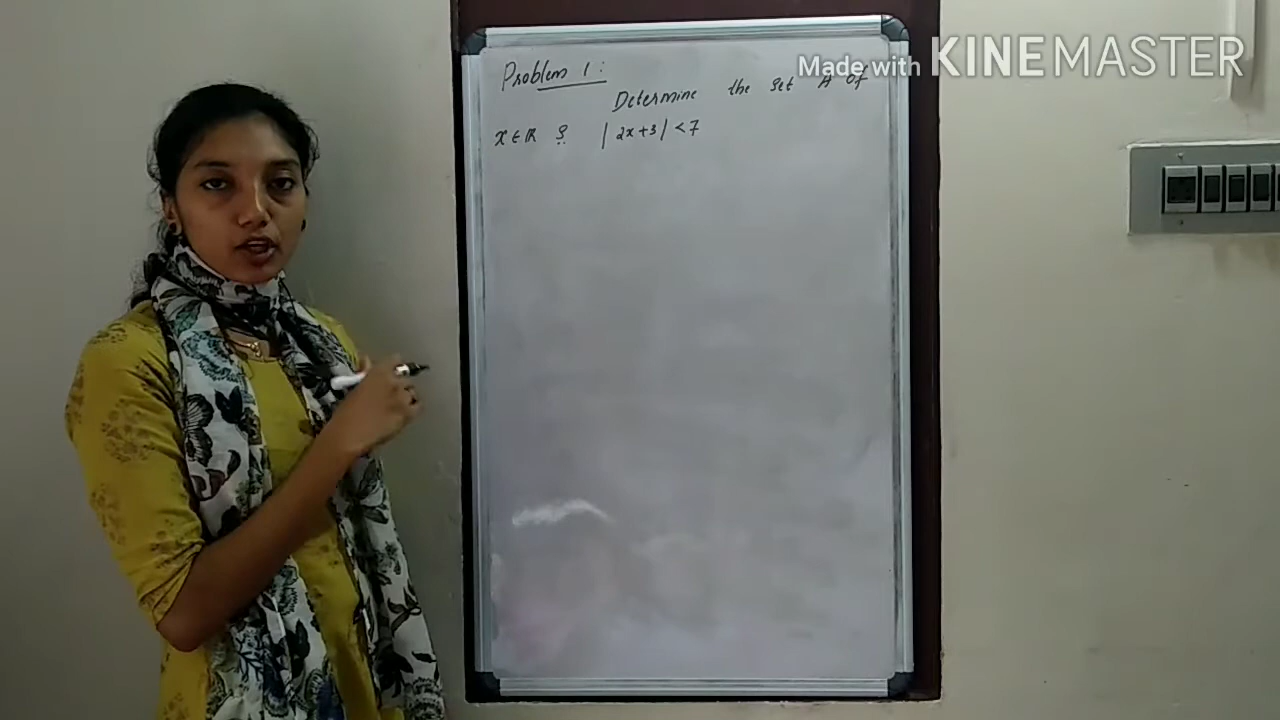 Made with KINEMASTER
Problem 1:
Determine the set A of
x ∈ ℝ ∋ |2x+3| < 7